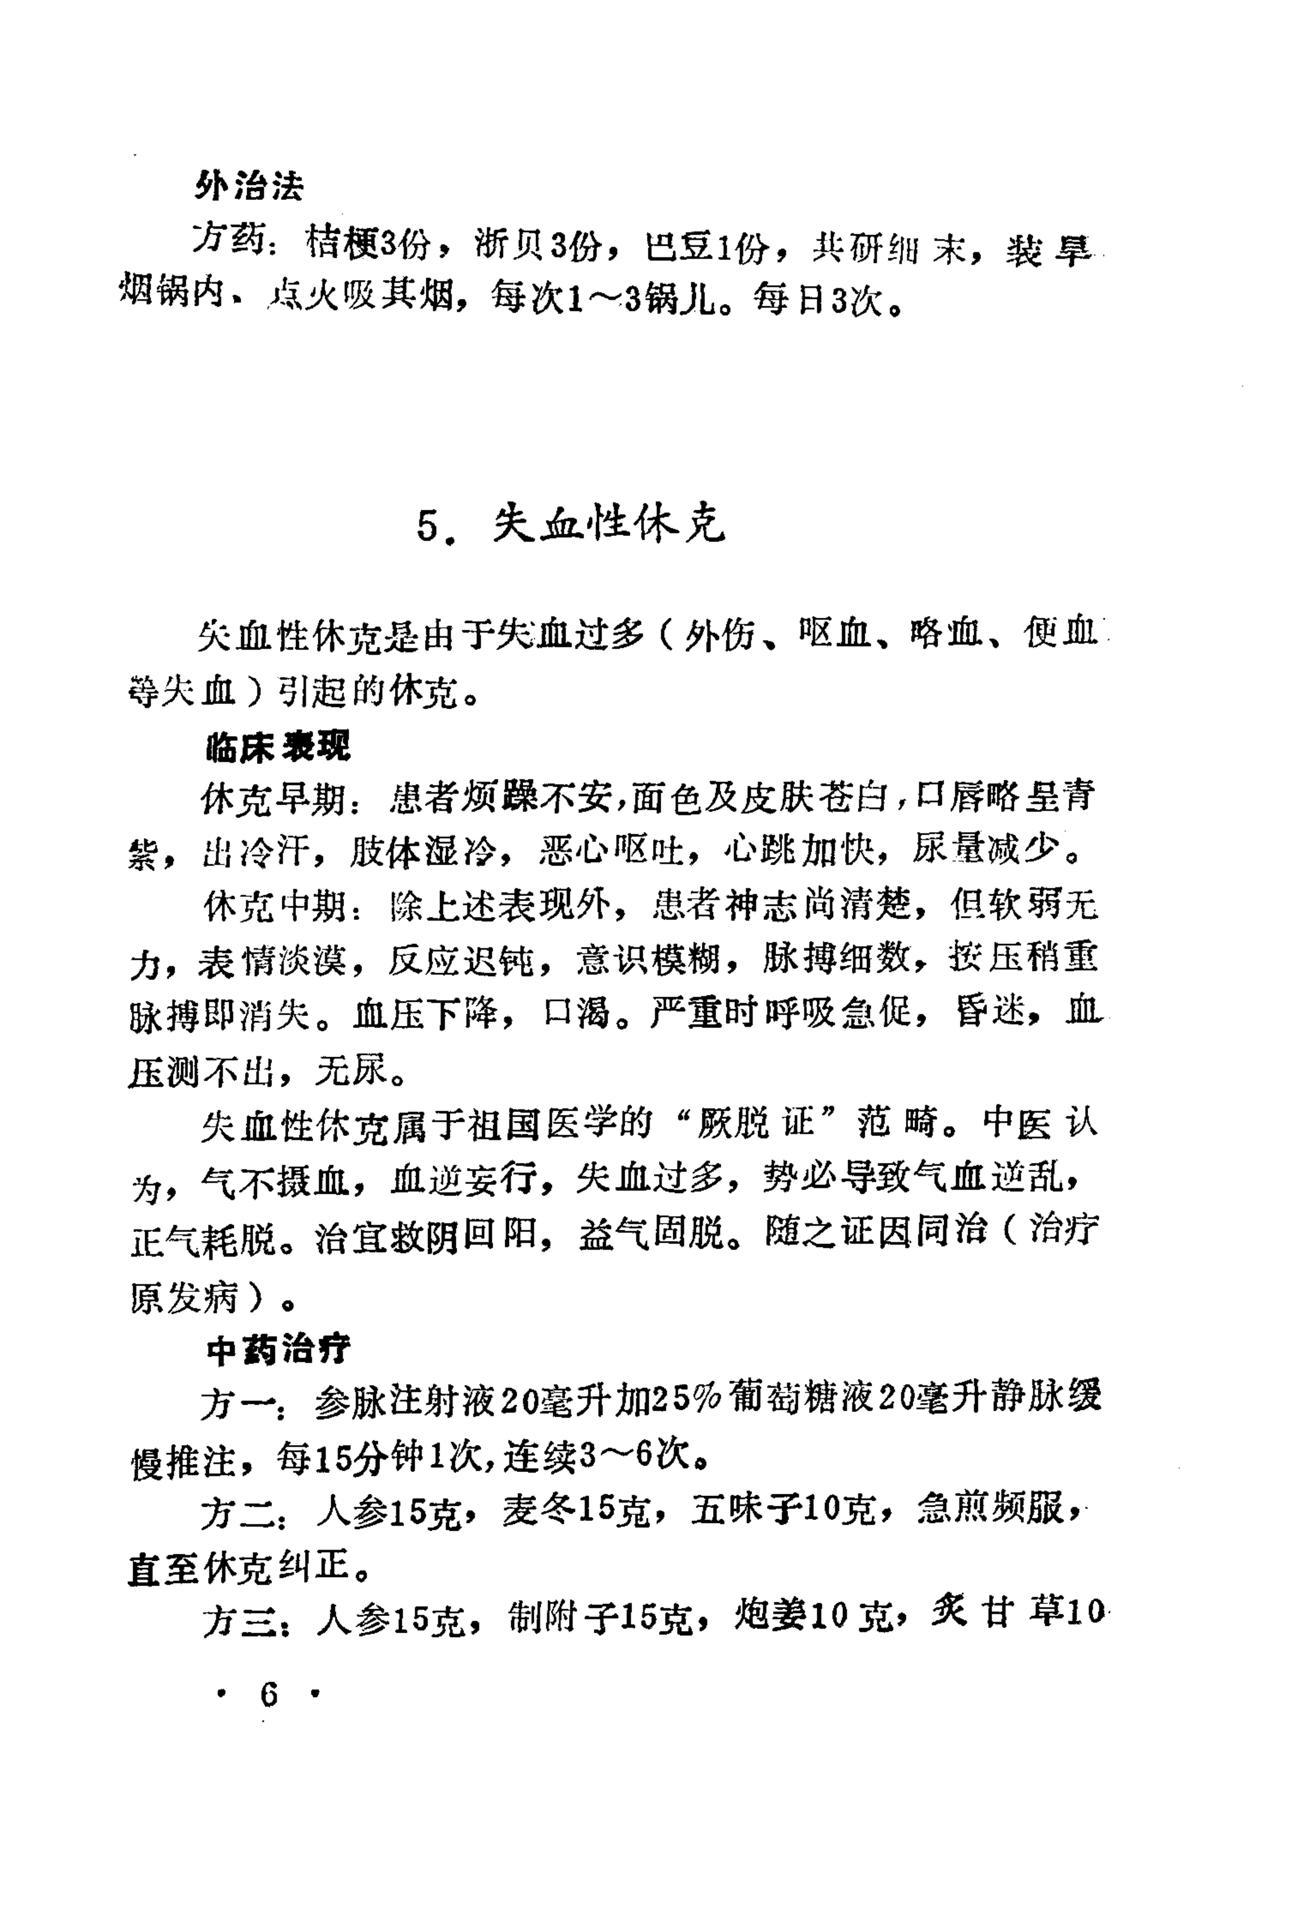 外治法
方药：桔梗3份，浙贝3份，巴豆1份，共研细末，装旱
烟锅内、点火吸其烟，每次1～3锅儿。每日3次。
5．失血性休克
失血性休克是由于失血过多（外伤、呕血、咯血、便血
等失血）引起的休克。
临床表现
休克早期：患者烦躁不安，面色及皮肤苍白，口唇略呈青
紫，出冷汗，肢体湿冷，恶心呕吐，心跳加快，尿量减少。
休克中期：除上述表现外，患者神志尚清楚，但软弱无
力，表情淡漠，反应迟钝，意识模糊，脉搏细数，按压稍重
脉搏即消失。血压下降，口渴。严重时呼吸急促，昏迷，血
压测不出，无尿。
失血性休克属于祖国医学的“厥脱证”范畴。中医认
为，气不摄血，血逆妄行，失血过多，势必导致气血逆乱，
正气耗脱。治宜救阴回阳，益气固脱。随之证因同治（治疗
原发病）。
中药治疗
方一：参脉注射液20毫升加25%葡萄糖液20毫升静脉缓
慢推注，每15分钟1次，连续3～6次。
方二：人参15克，麦冬15克，五味子10克，急煎频服，
直至休克纠正。
方三：人参15克，制附子15克，炮姜10克，炙甘草10
· 6 ·